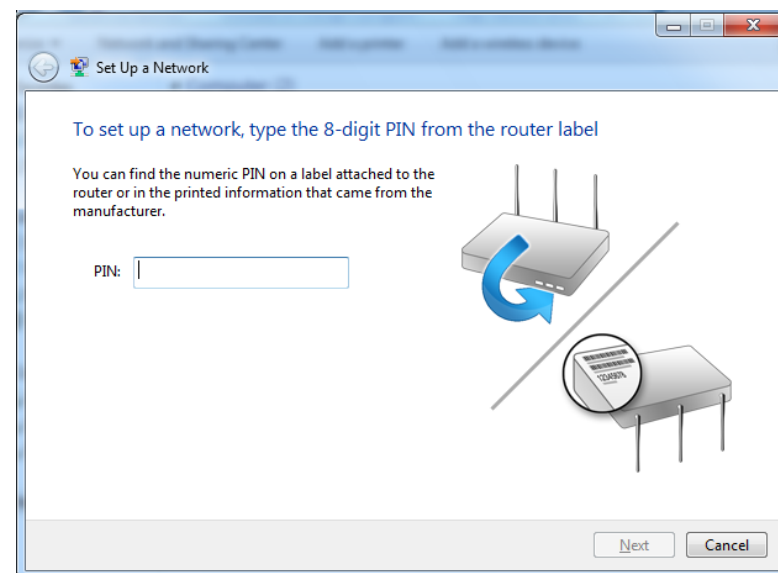 Set Up a Network
To set up a network, type the 8-digit PIN from the router label
You can find the numeric PIN on a label attached to the
router or in the printed information that came from the
manufacturer.
PIN:
12345678
Next
Cancel